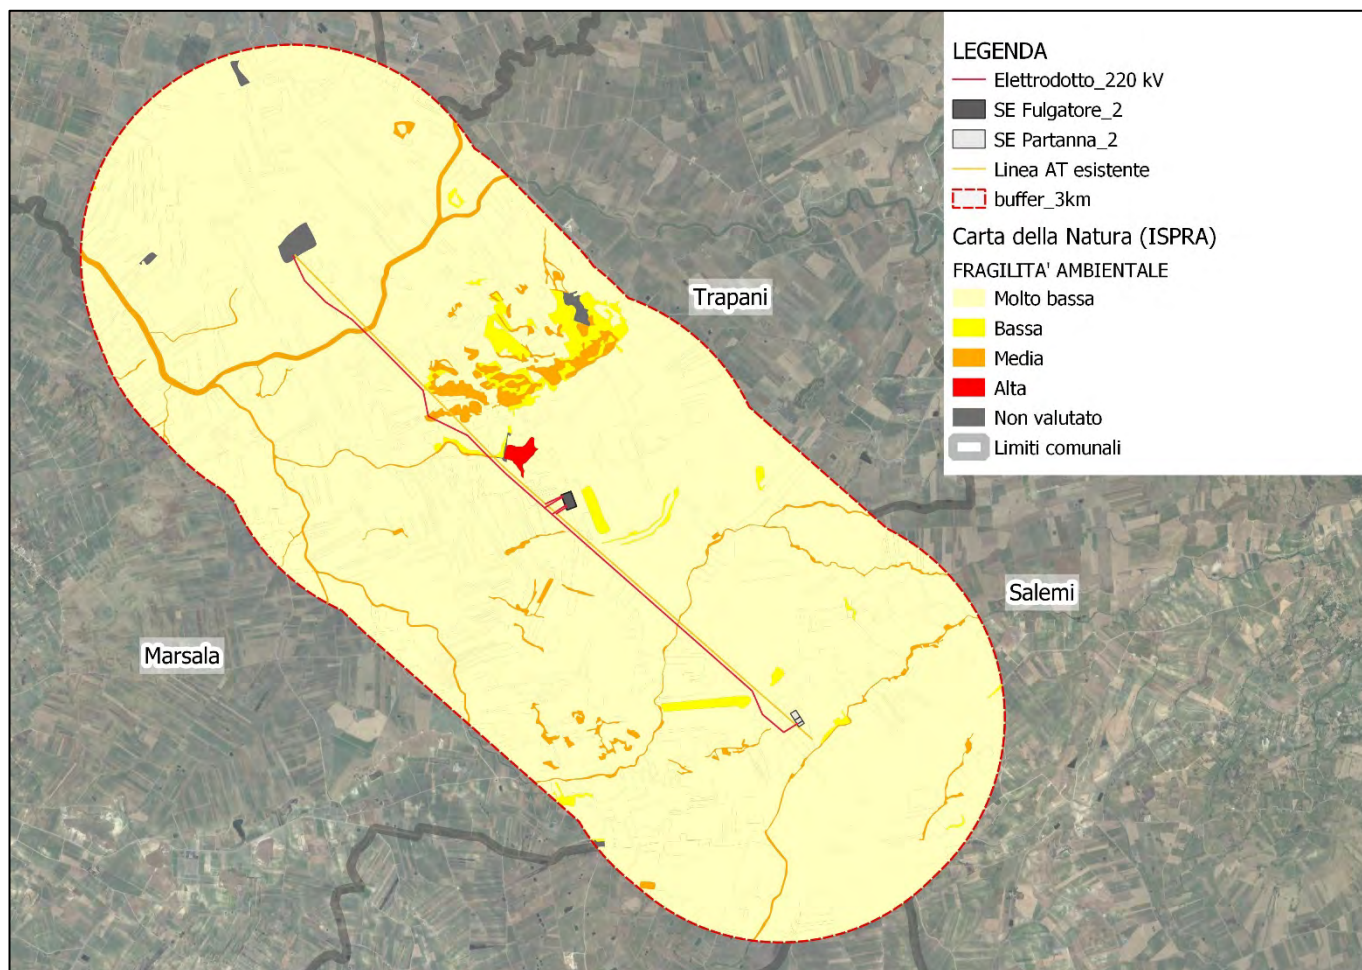 LEGENDA
Elettrodotto_220 kV
SE Fulgatore_2
SE Partanna_2
Linea AT esistente
buffer_3km
Carta della Natura (ISPRA)
FRAGILITA' AMBIENTALE
Molto bassa
Bassa
Media
Alta
Non valutato
Limiti comunali
Trapani
Salemi
Marsala